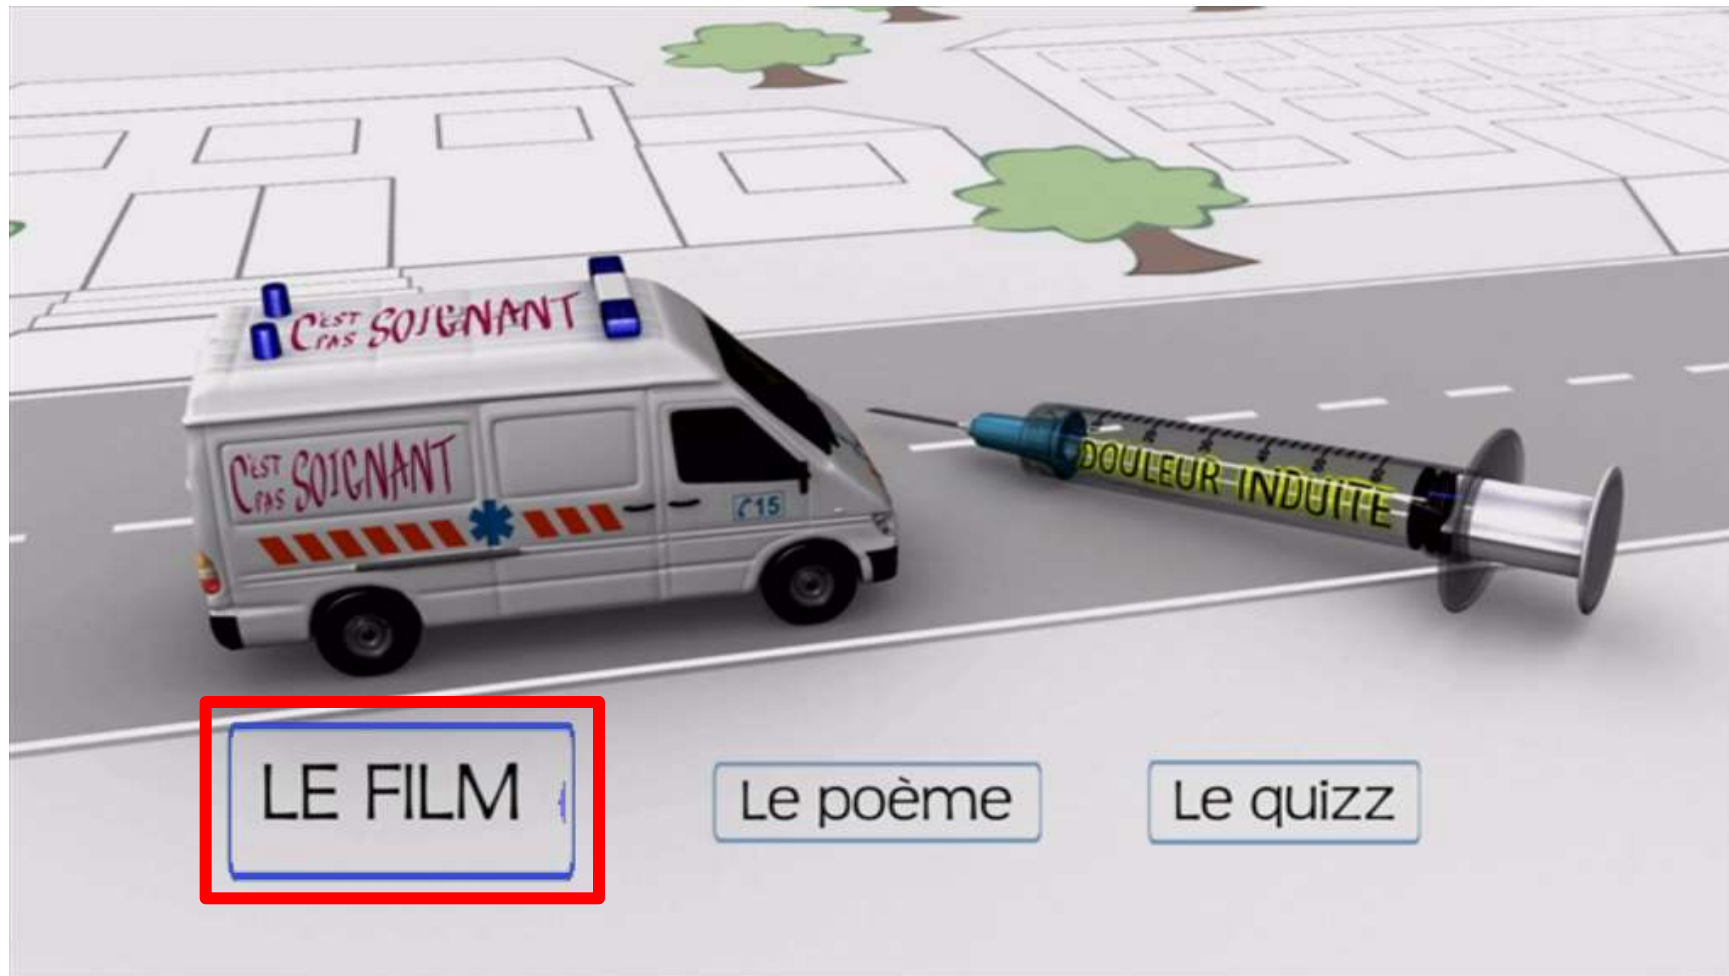 C'EST PAS SOIGNANT
C'EST PAS SOIGNANT
15
DOULEUR INDUITE
LE FILM
Le poème
Le quizz